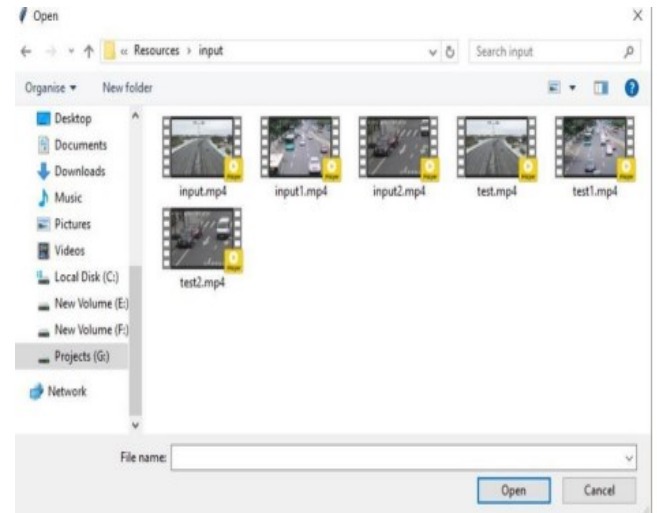 Open
« Resources › input
Search input
Organise
New folder
Desktop
Documents
Downloads
Music
Pictures
Videos
Local Disk (C:)
New Volume (E:)
New Volume (F:)
Projects (G:)
Network
input.mp4 input1.mp4 input2.mp4 test.mp4 test1.mp4
test2.mp4
File name:
Open Cancel